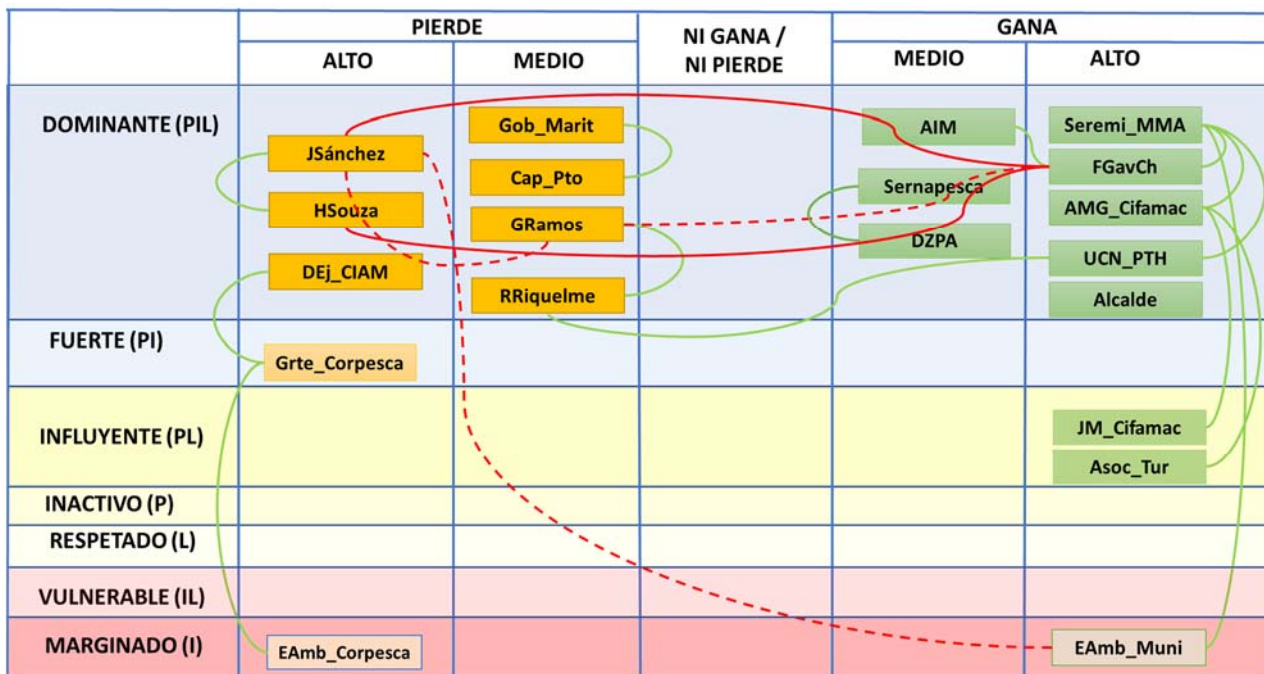 PIERDE
NI GANA /
NI PIERDE
GANA
ALTO
MEDIO
MEDIO
ALTO
DOMINANTE (PIL)
JSánchez
HSouza
DEj_CIAM
Gob_Marit
Cap_Pto
GRamos
RRiquelme
AIM
Sernapesca
DZPA
Seremi_MMA
FGavCh
AMG_Cifamac
UCN_PTH
Alcalde
FUERTE (PI)
Grte_Corpesca
INFLUYENTE (PL)
JM_Cifamac
Asoc_Tur
INACTIVO (P)
RESPETADO (L)
VULNERABLE (IL)
MARGINADO (I)
EAmb_Corpesca
EAmb_Muni